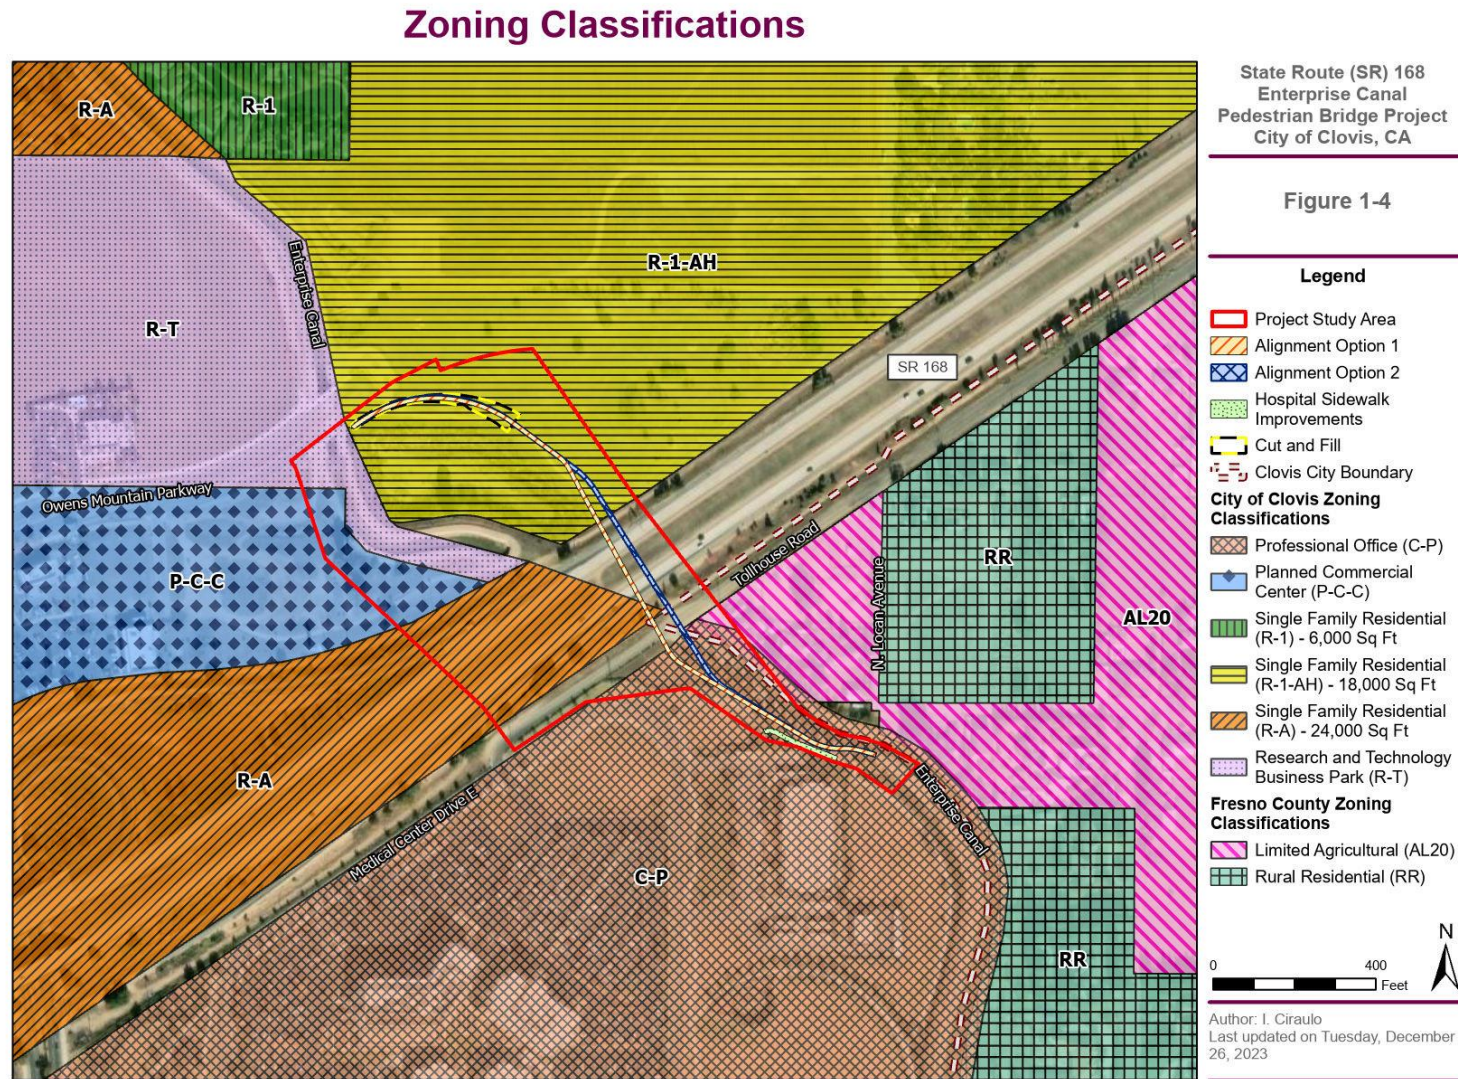 Zoning Classifications
R-A
R-1
R-1-AH
Enterprise Canal
R-T
SR 168
Owens Mountain Parkway
P-C-C
Tollhouse Road
RR
N. Locan Avenue
AL20
R-A
Medical Center Drive E
Enterprise Canal
C-P
RR
State Route (SR) 168
Enterprise Canal
Pedestrian Bridge Project
City of Clovis, CA
Figure 1-4
Legend
Project Study Area
Alignment Option 1
Alignment Option 2
Hospital Sidewalk
Improvements
Cut and Fill
Clovis City Boundary
City of Clovis Zoning
Classifications
Professional Office (C-P)
Planned Commercial
Center (P-C-C)
Single Family Residential
(R-1) - 6,000 Sq Ft
Single Family Residential
(R-1-AH) - 18,000 Sq Ft
Single Family Residential
(R-A) - 24,000 Sq Ft
Research and Technology
Business Park (R-T)
Fresno County Zoning
Classifications
Limited Agricultural (AL20)
Rural Residential (RR)
N
0 400
Feet
Author: I. Ciraulo
Last updated on Tuesday, December
26, 2023